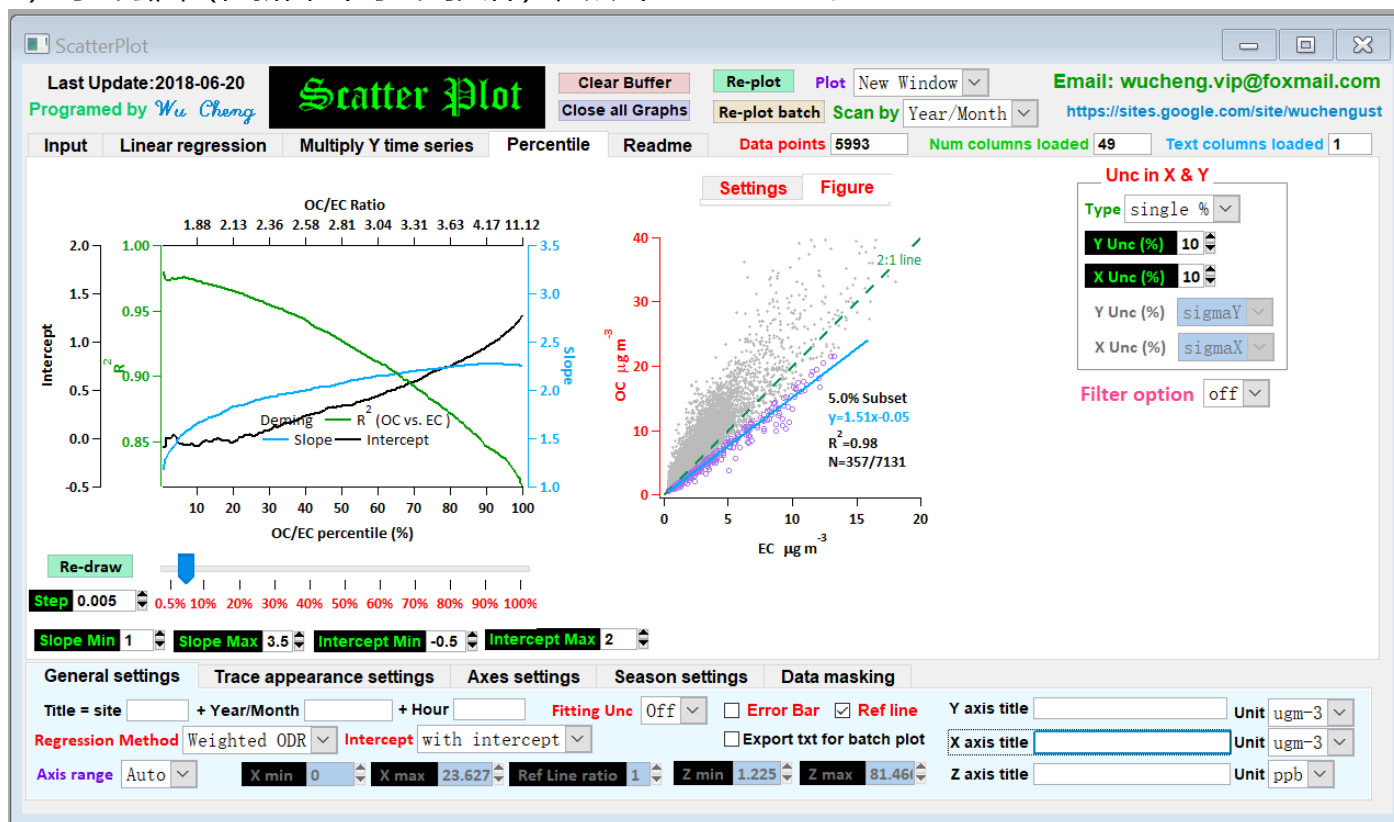 ScatterPlot
Last Update:2018-06-20
Programed by Wu Cheng
Scatter Plot
Clear Buffer
Close all Graphs
Re-plot
Plot New Window
Re-plot batch Scan by Year/Month
Email: wucheng.vip@foxmail.com
https://sites.google.com/site/wuchengust
Input Linear regression Multiply Y time series Percentile Readme
Data points 5993 Num columns loaded 49 Text columns loaded 1
Settings Figure
OC/EC Ratio
1.88 2.13 2.36 2.58 2.81 3.04 3.31 3.63 4.17 11.12
2.0
1.5
1.0
0.5
0.0
-0.5
Intercept
1.00
0.95
0.90
0.85
R²
3.5
3.0
2.5
2.0
1.5
1.0
Slope
Deming R² (OC vs. EC)
Slope Intercept
10 20 30 40 50 60 70 80 90 100
OC/EC percentile (%)
40
30
20
10
0
OC μg m⁻³
2:1 line
5.0% Subset
y=1.51x-0.05
R²=0.98
N=357/7131
0 5 10 15 20
EC μg m⁻³
Unc in X & Y
Type single %
Y Unc (%) 10
X Unc (%) 10
Y Unc (%) sigmaY
X Unc (%) sigmaX
Filter option off
Re-draw
Step 0.005
0.5% 10% 20% 30% 40% 50% 60% 70% 80% 90% 100%
Slope Min 1 Slope Max 3.5 Intercept Min -0.5 Intercept Max 2
General settings Trace appearance settings Axes settings Season settings Data masking
Title = site + Year/Month + Hour Fitting Unc Off Error Bar Ref line Y axis title Unit ugm-3
Regression Method Weighted ODR Intercept with intercept Export txt for batch plot X axis title Unit ugm-3
Axis range Auto X min 0 X max 23.627 Ref Line ratio 1 Z min 1.225 Z max Z axis title Unit ppb